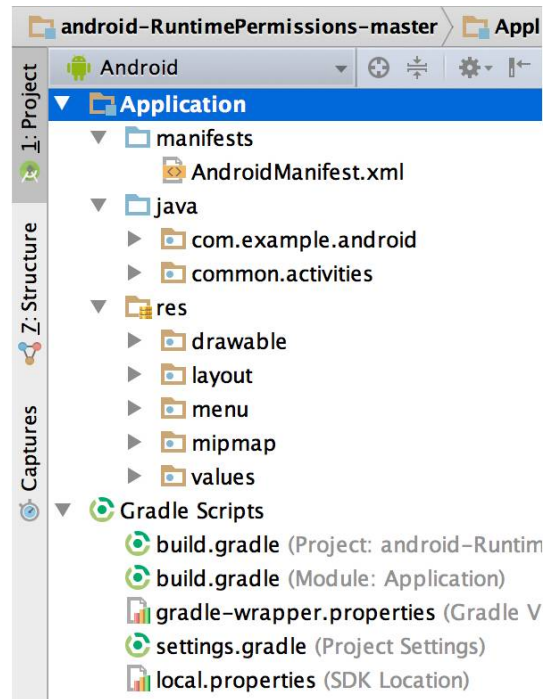 android-RuntimePermissions-master Appl
Android
1: Project
Application
manifests
AndroidManifest.xml
java
com.example.android
common.activities
Z: Structure
res
drawable
layout
menu
mipmap
values
Captures
Gradle Scripts
build.gradle (Project: android-Runtim
build.gradle (Module: Application)
gradle-wrapper.properties (Gradle V
settings.gradle (Project Settings)
local.properties (SDK Location)